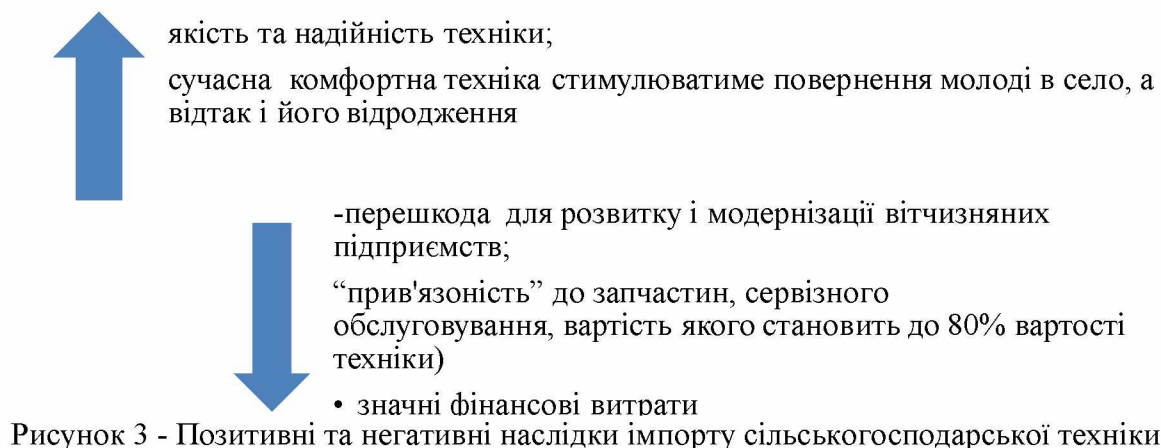 якість та надійність техніки;
сучасна комфортна техніка стимулюватиме повернення молоді в село, а
відтак і його відродження
-перешкода для розвитку і модернізації вітчизняних
підприємств;
“прив'язоність” до запчастин, сервізного
обслуговування, вартість якого становить до 80% вартості
техніки)
• значні фінансові витрати
Рисунок 3 - Позитивні та негативні наслідки імпорту сільськогосподарської техніки